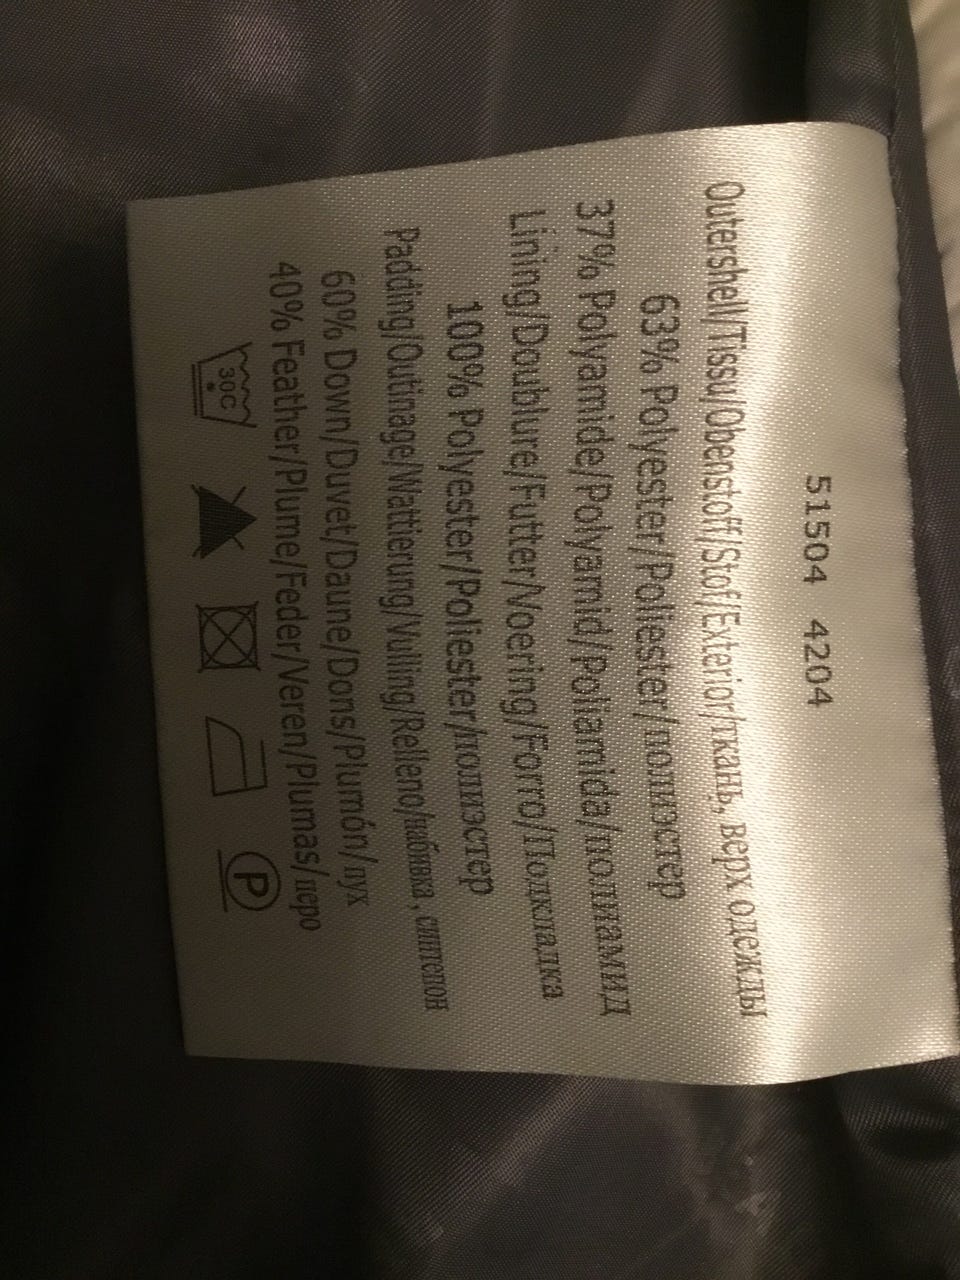 51504 4204
Outershell/Tissu/Obenstoff/Stof/Exterior/ткань, верх одежды
63% Polyester/Poliester/полиэстер
37% Polyamide/Polyamid/Poliamida/полиамид
Lining/Doublure/Futter/Voering/Forro/Подкладка
100% Polyester/Poliester/полиэстер
Padding/Outinage/Wattierung/Vulling/Relleno/набивка, синтепон
60% Down/Duvet/Daune/Dons/Plumón/пух
40% Feather/Plume/Feder/Veren/Plumas/перо
30C P